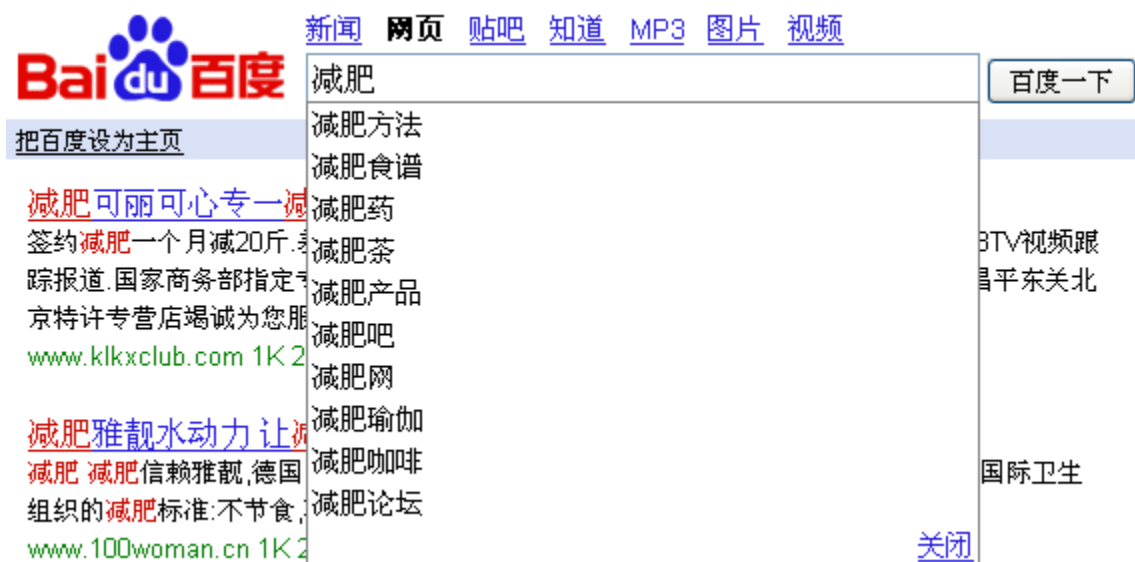 新闻 网页 贴吧 知道 MP3 图片 视频
Bai du 百度
减肥
百度一下
把百度设为主页
减肥方法
减肥食谱
减肥药
减肥茶
减肥产品
减肥吧
减肥网
减肥瑜伽
减肥咖啡
减肥论坛
关闭
减肥可丽可心专一减
签约减肥一个月减20斤. TV视频跟
踪报道.国家商务部指定 昌平东关北
京特许专营店竭诚为您服
www.klkxclub.com 1K 2
减肥雅靓水动力 让减
减肥 减肥信赖雅靓,德国 国际卫生
组织的减肥标准:不节食,
www.100woman.cn 1K 2